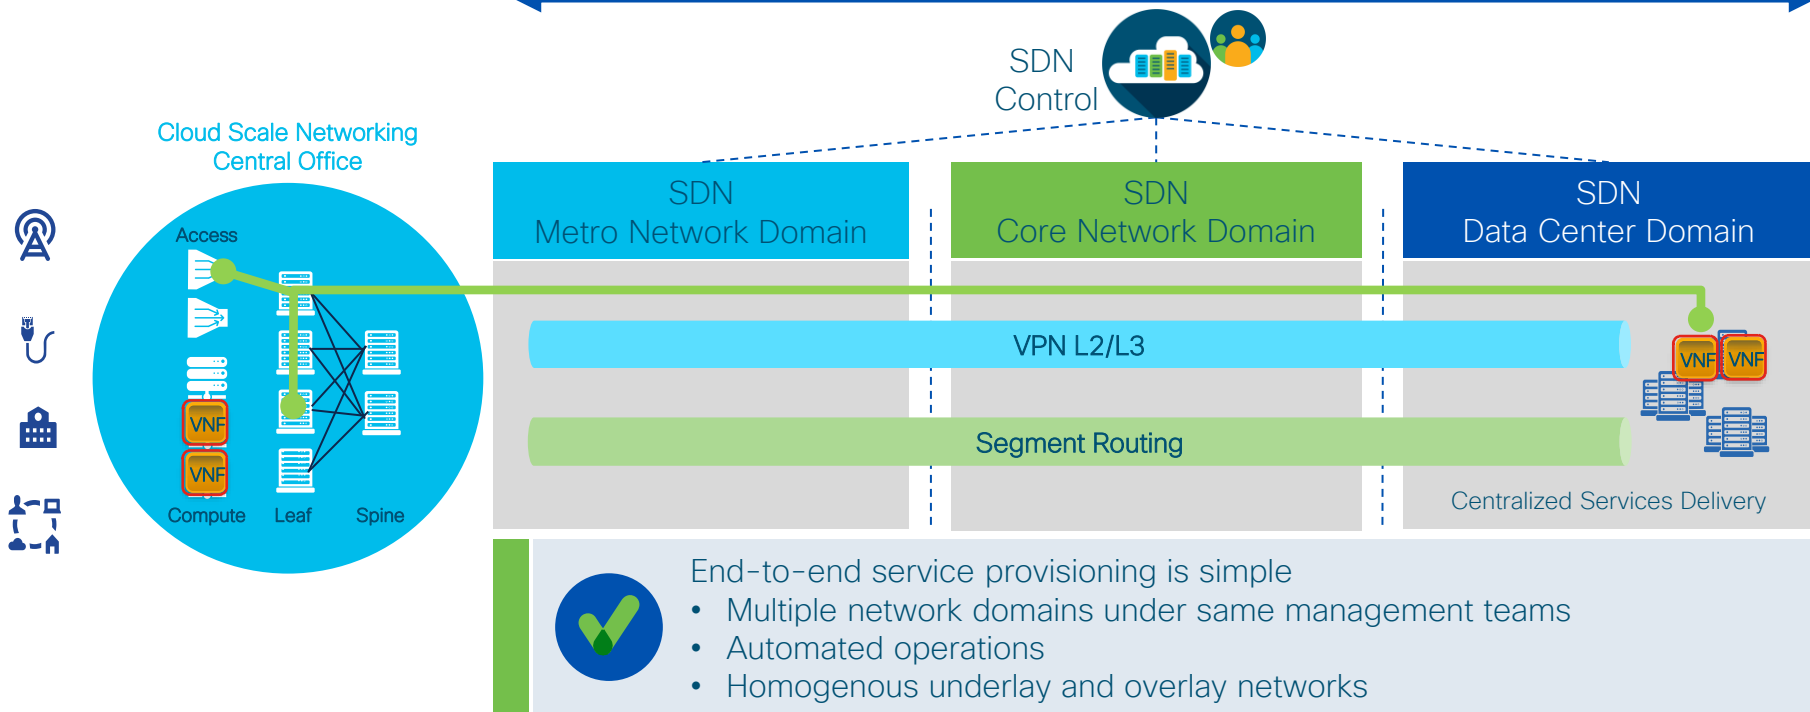 SDN
Control
Cloud Scale Networking
Central Office
SDN
Metro Network Domain
SDN
Core Network Domain
SDN
Data Center Domain
Access
VPN L2/L3
VNF
VNF
VNF
Segment Routing
VNF
Centralized Services Delivery
Compute
Leaf
Spine
End-to-end service provisioning is simple
• Multiple network domains under same management teams
• Automated operations
• Homogenous underlay and overlay networks